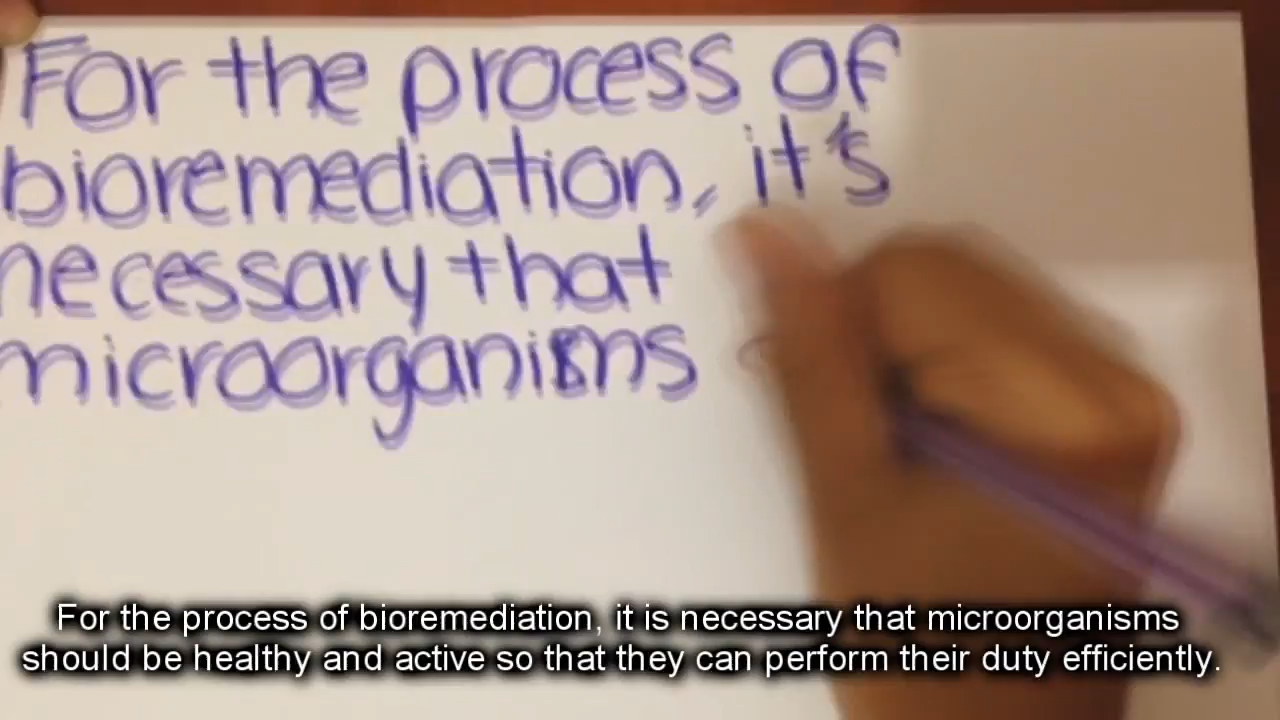 For the process of
bioremediation, it's
necessary that
microorganisms
For the process of bioremediation, it is necessary that microorganisms
should be healthy and active so that they can perform their duty efficiently.